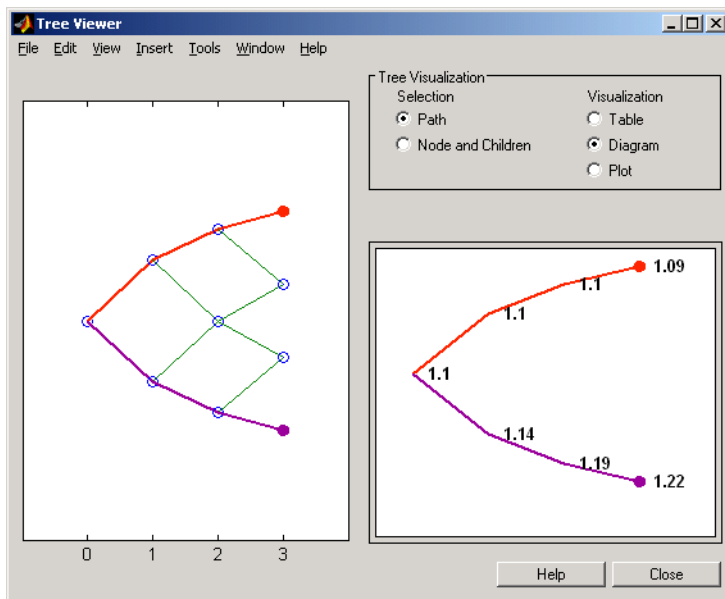 Tree Viewer
File Edit View Insert Tools Window Help
Tree Visualization
Selection
Visualization
Path
Table
Node and Children
Diagram
Plot
0 1 2 3
1.09
1.1
1.1
1.1
1.14
1.19
1.22
Help
Close